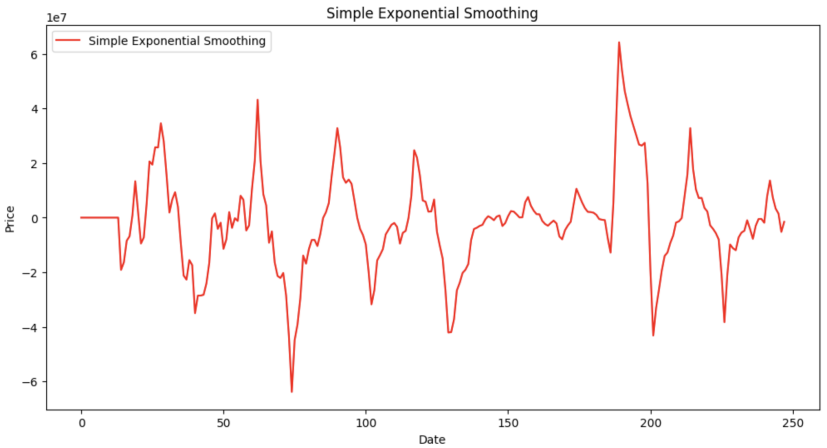 Simple Exponential Smoothing
1e7
Simple Exponential Smoothing
6
4
2
0
−2
−4
−6
Price
0 50 100 150 200 250
Date